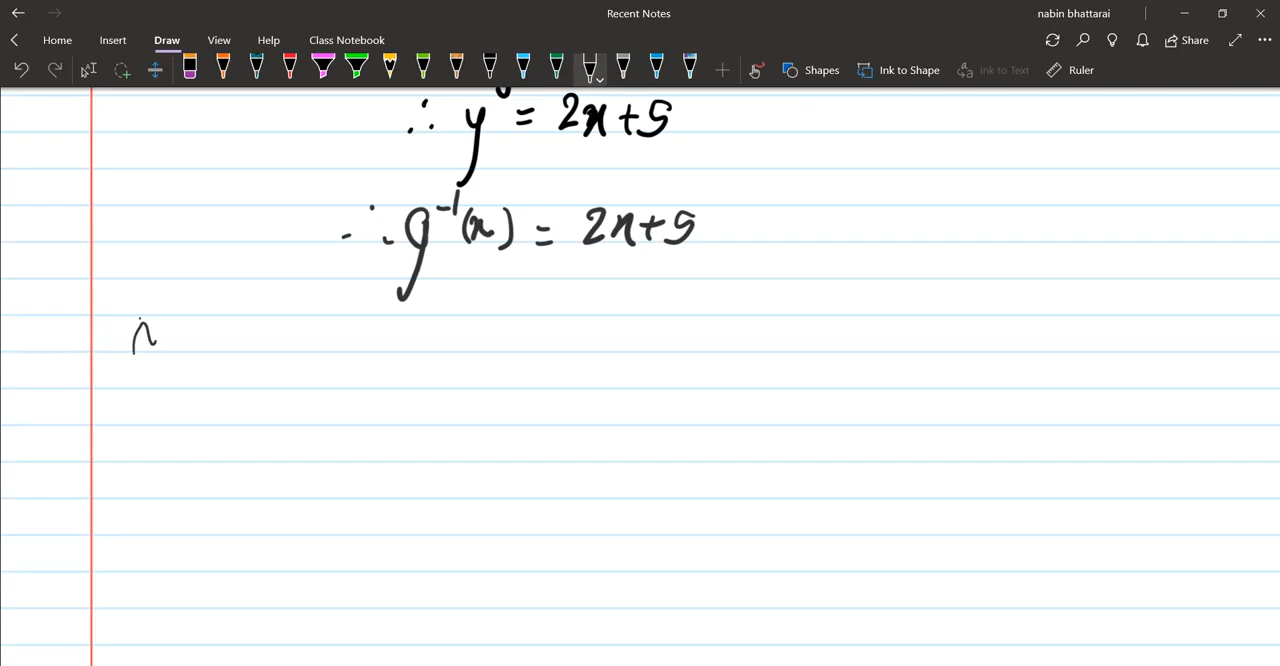 Recent Notes
nabin bhattarai
Home Insert Draw View Help Class Notebook
Share
Shapes Ink to Shape Ink to Text Ruler
∴ y = 2x+5
∴ g⁻¹(x) = 2x+5